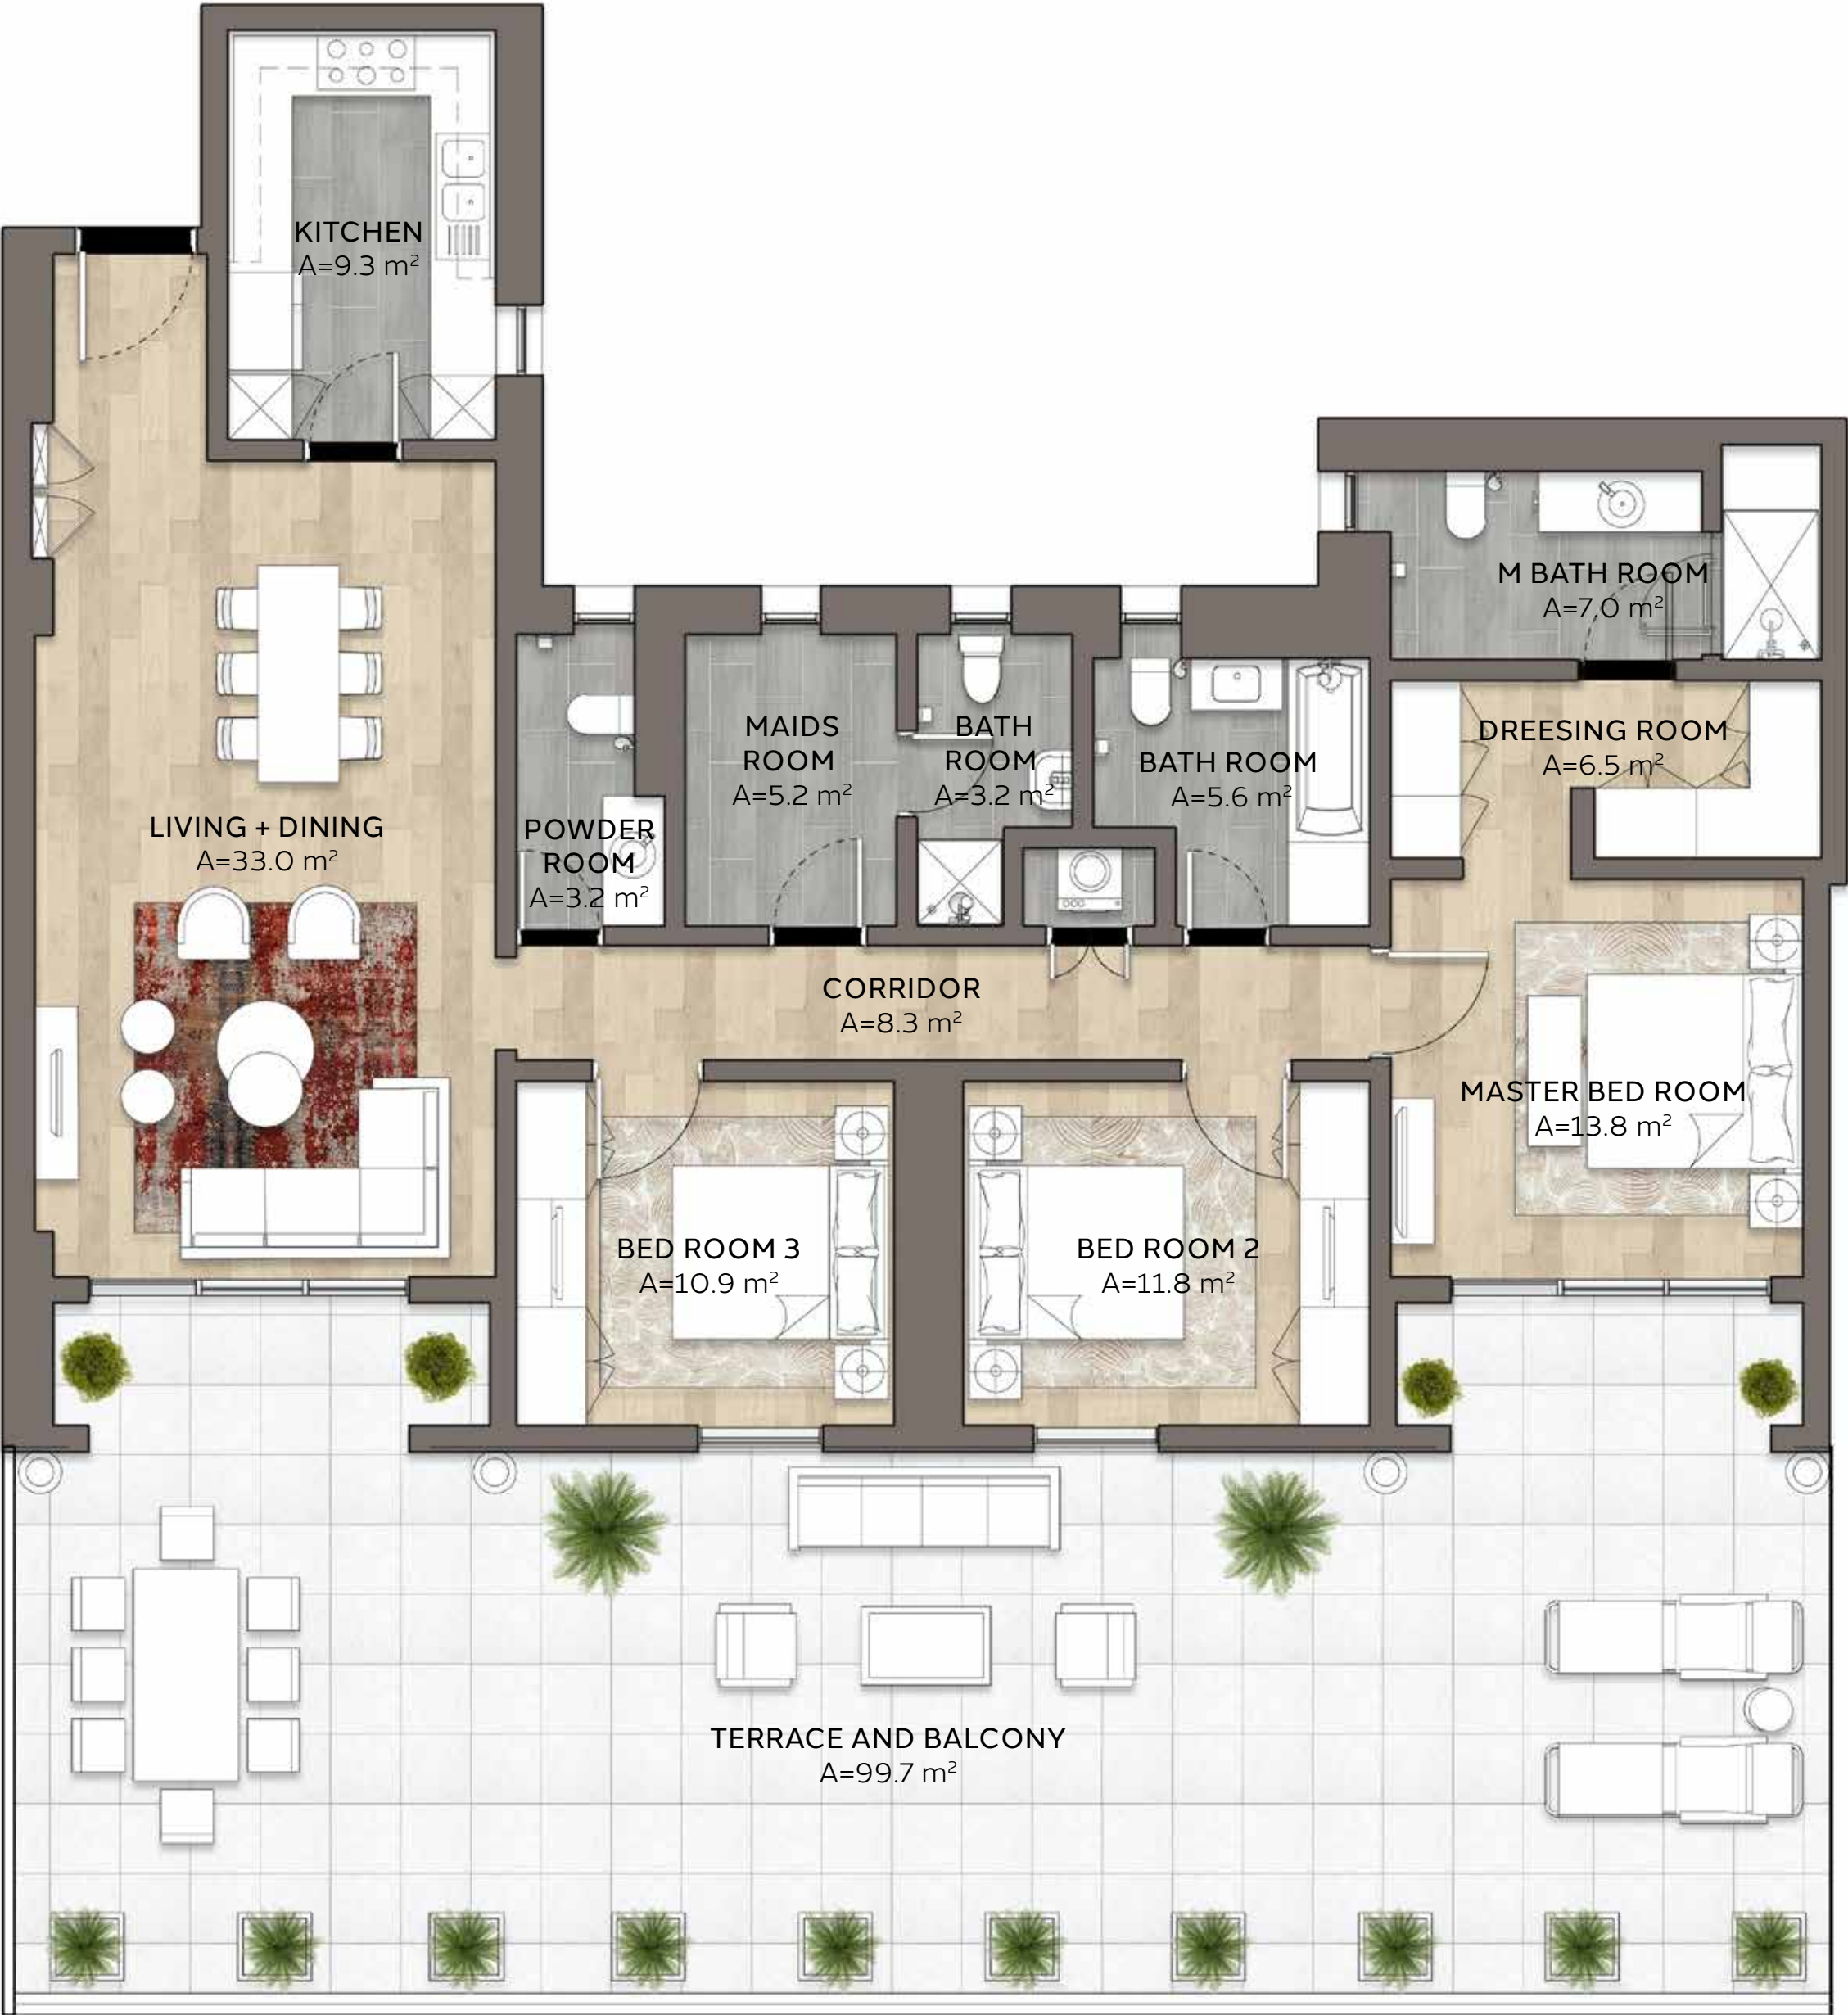 KITCHEN
A=9.3 m²
M BATH ROOM
A=7.0 m²
MAIDS
ROOM
A=5.2 m²
BATH
ROOM
A=3.2 m²
BATH ROOM
A=5.6 m²
DREESING ROOM
A=6.5 m²
LIVING + DINING
A=33.0 m²
POWDER
ROOM
A=3.2 m²
CORRIDOR
A=8.3 m²
MASTER BED ROOM
A=13.8 m²
BED ROOM 3
A=10.9 m²
BED ROOM 2
A=11.8 m²
TERRACE AND BALCONY
A=99.7 m²